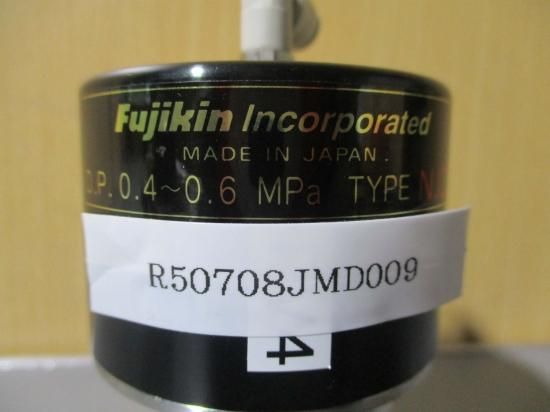 Fujikin Incorporated
MADE IN JAPAN.
O.P. 0.4~0.6 MPa TYPE N.
R50708JMD009
4